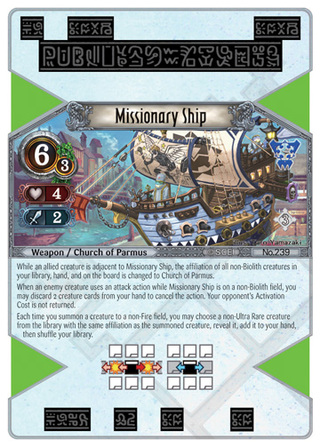 Missionary Ship
6
3
4
2
Weapon / Church of Parmus
No.239
While an allied creature is adjacent to Missionary Ship, the affiliation of all non-Biolith creatures in
your library, hand, and on the board is changed to Church of Parmus.
When an enemy creature uses an attack action while Missionary Ship is on a non-Biolith field, you
may discard 2 creature cards from your hand to cancel the action. Your opponent's Activation
Cost is not returned.
Each time you summon a creature to a non-Fire field, you may choose a non-Ultra Rare creature
from the library with the same affiliation as the summoned creature, reveal it, add it to your hand,
then shuffle your library.